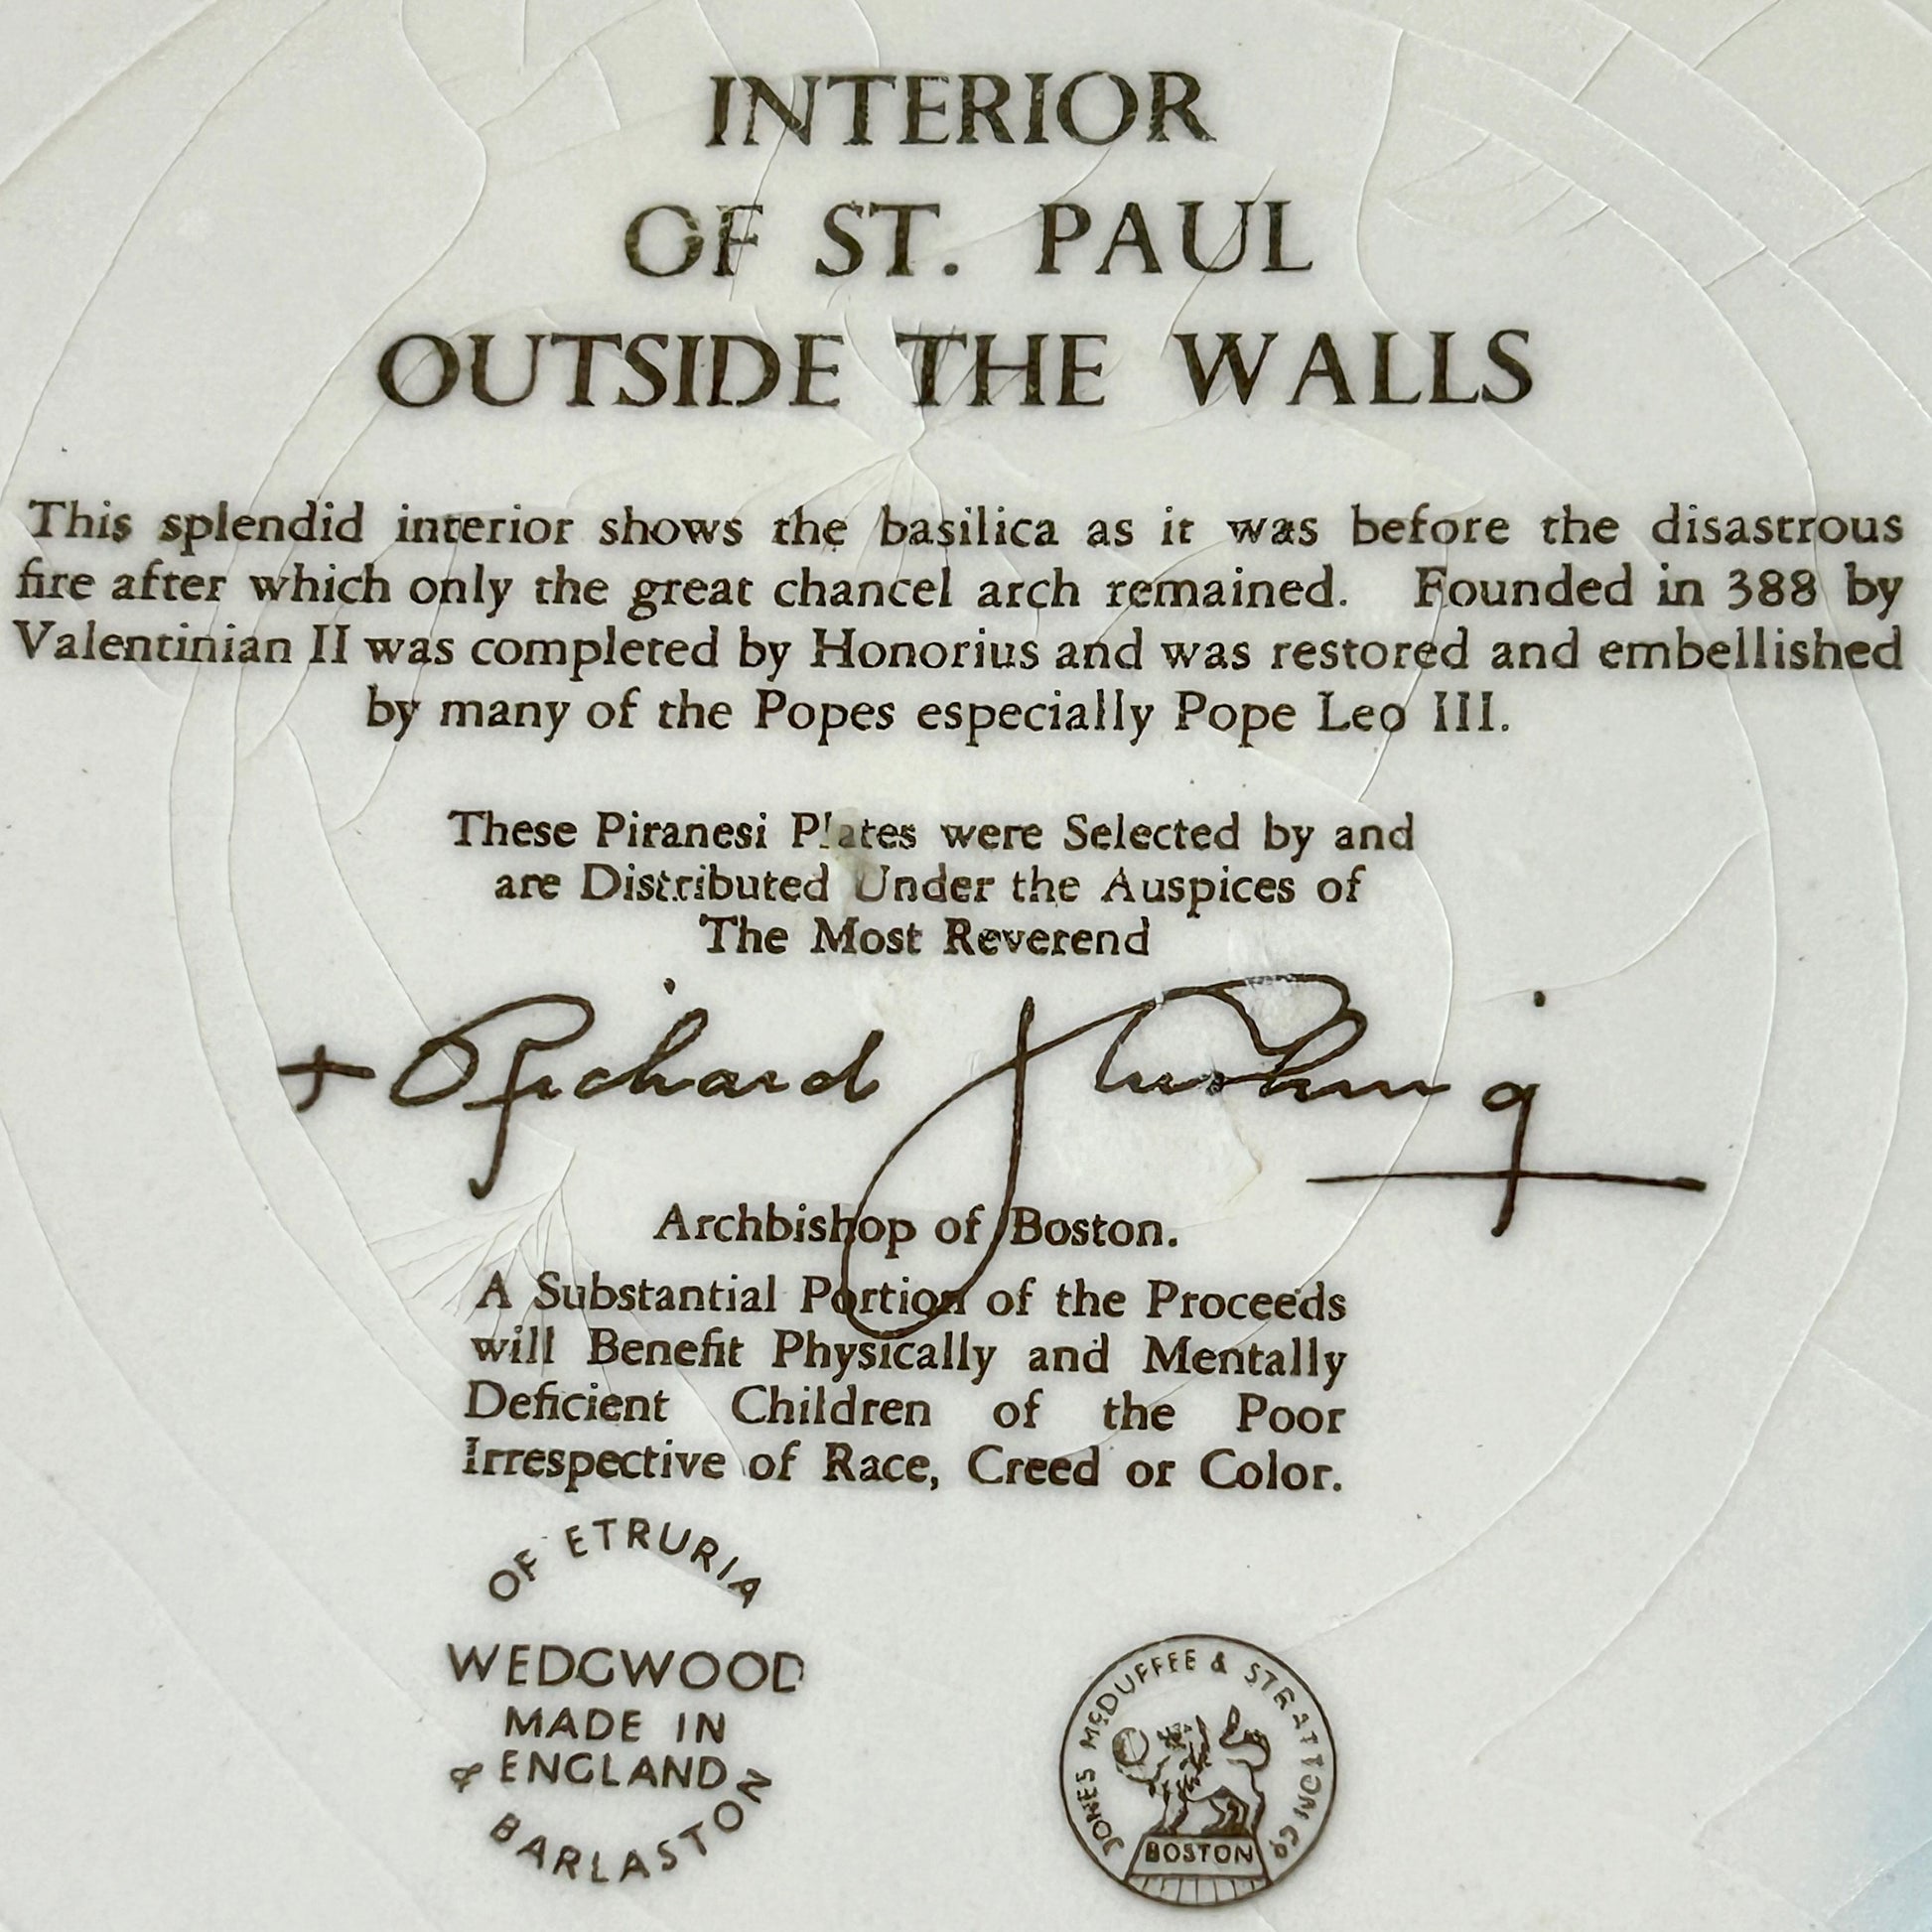 INTERIOR
OF ST. PAUL
OUTSIDE THE WALLS
This splendid interior shows the basilica as it was before the disastrous
fire after which only the great chancel arch remained. Founded in 388 by
Valentinian II was completed by Honorius and was restored and embellished
by many of the Popes especially Pope Leo III.
These Piranesi Plates were Selected by and
are Distributed Under the Auspices of
The Most Reverend
+ Richard J Cushing
Archbishop of Boston.
A Substantial Portion of the Proceeds
will Benefit Physically and Mentally
Deficient Children of the Poor
Irrespective of Race, Creed or Color.
OF ETRURIA
WEDGWOOD
MADE IN
ENGLAND
& BARLASTON
JONES McDUFFEE & STRATTON Co
BOSTON